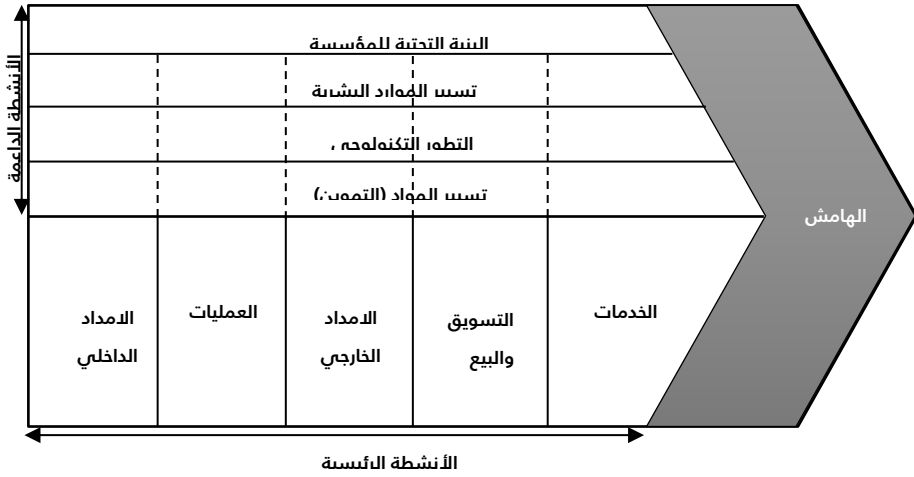 البنية التحتية للمؤسسة
تسيير الموارد البشرية
التطور التكنولوجي
تسيير المواد (التموين)
الأنشطة الداعمة
الهامش
الامداد
الداخلي
العمليات
الامداد
الخارجي
التسويق
والبيع
الخدمات
الأنشطة الرئيسية